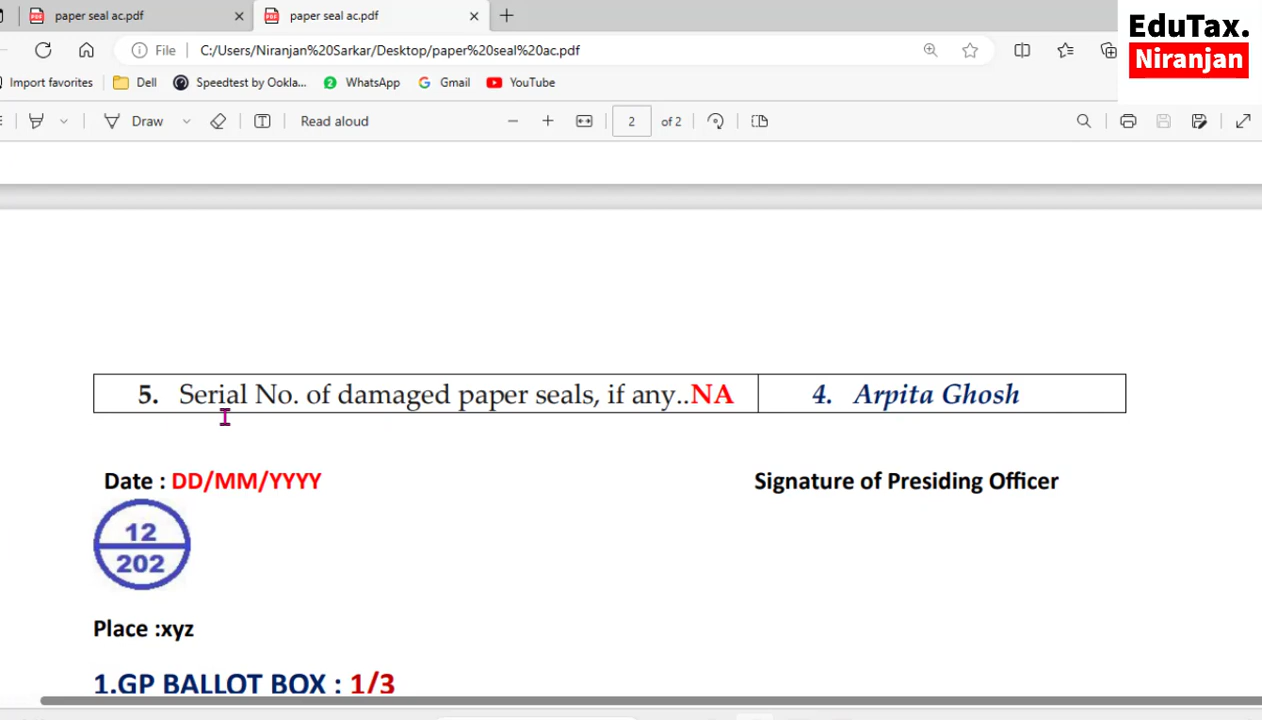 paper seal ac.pdf
paper seal ac.pdf
EduTax.
Niranjan
File
C:/Users/Niranjan%20Sarkar/Desktop/paper%20seal%20ac.pdf
Import favorites
Dell
Speedtest by Ookla...
2
WhatsApp
Gmail
YouTube
Draw
Read aloud
2
of 2
5. Serial No. of damaged paper seals, if any..NA
4. Arpita Ghosh
Date : DD/MM/YYYY
Signature of Presiding Officer
12
202
Place :xyz
1.GP BALLOT BOX : 1/3